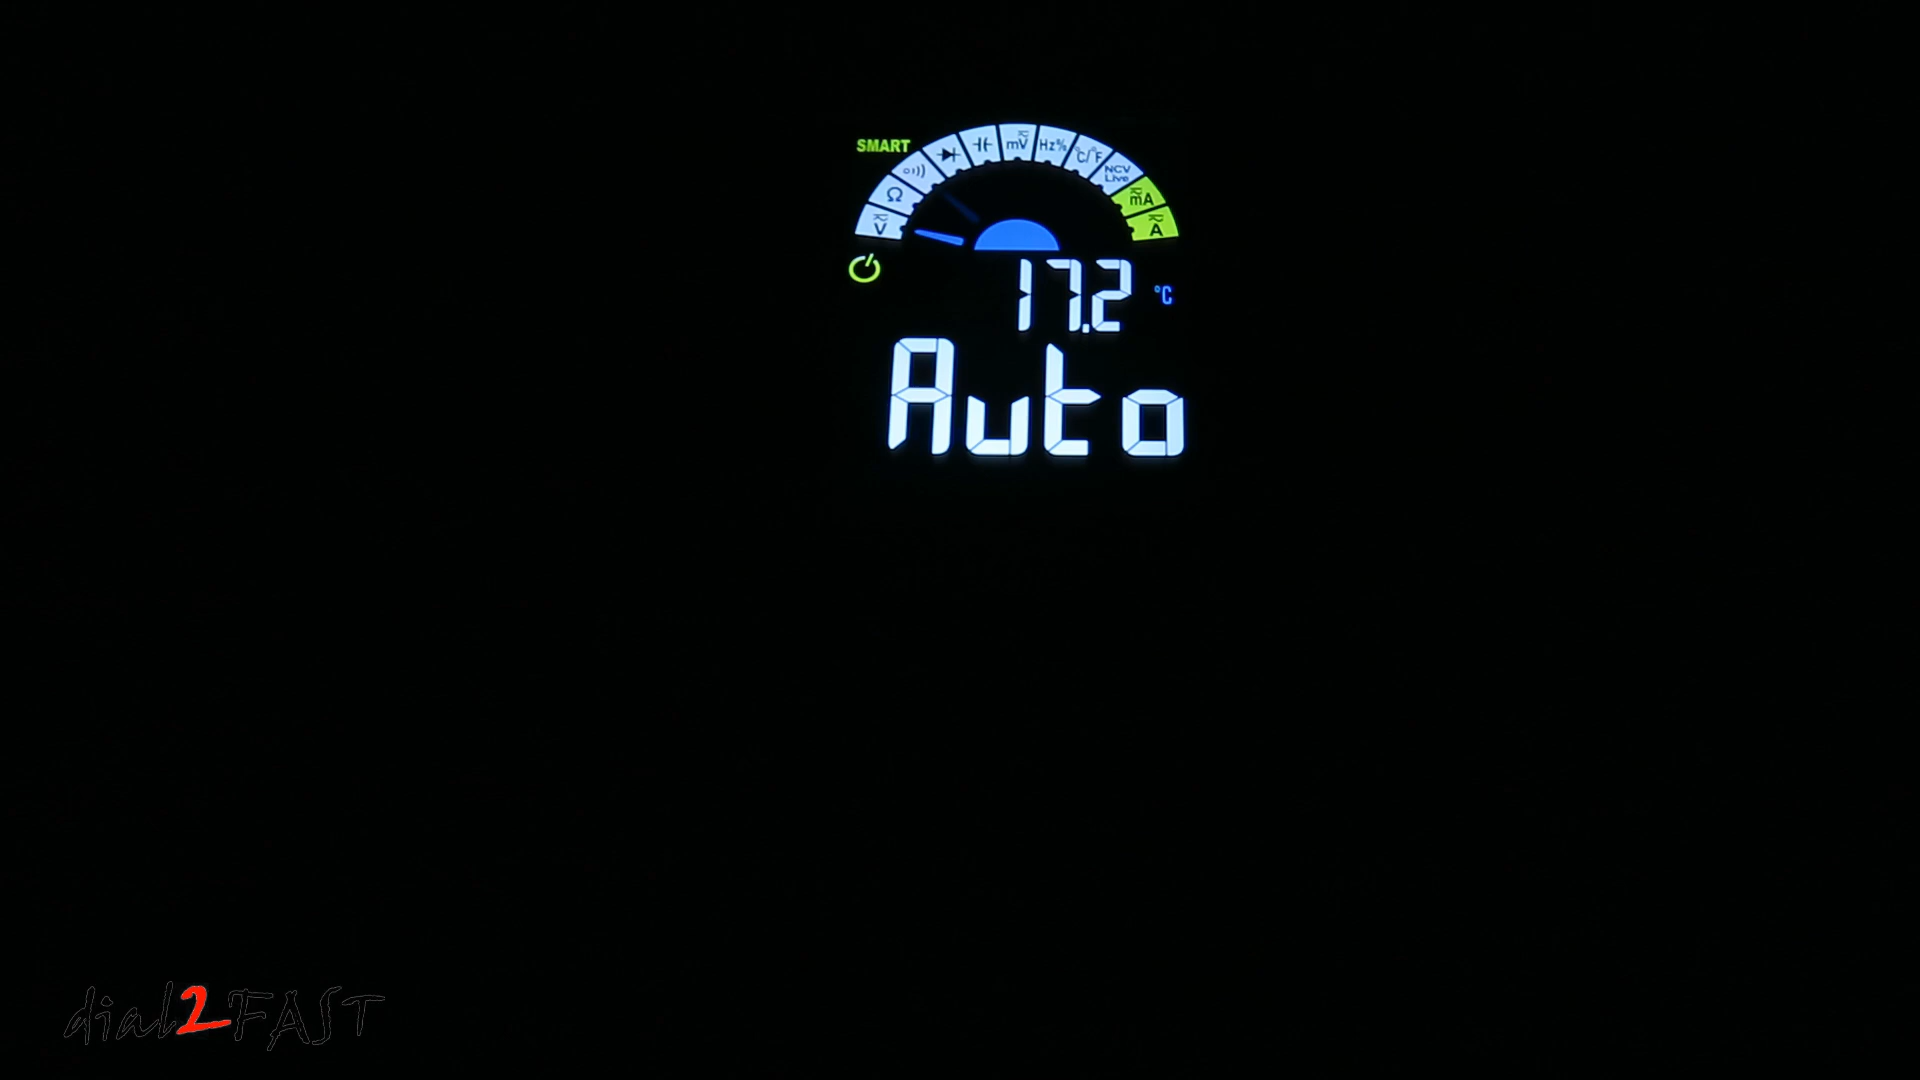 SMART
V Ω mV Hz% °C/°F NCV Live mA A
17.2 °C
Auto
dial2FAST